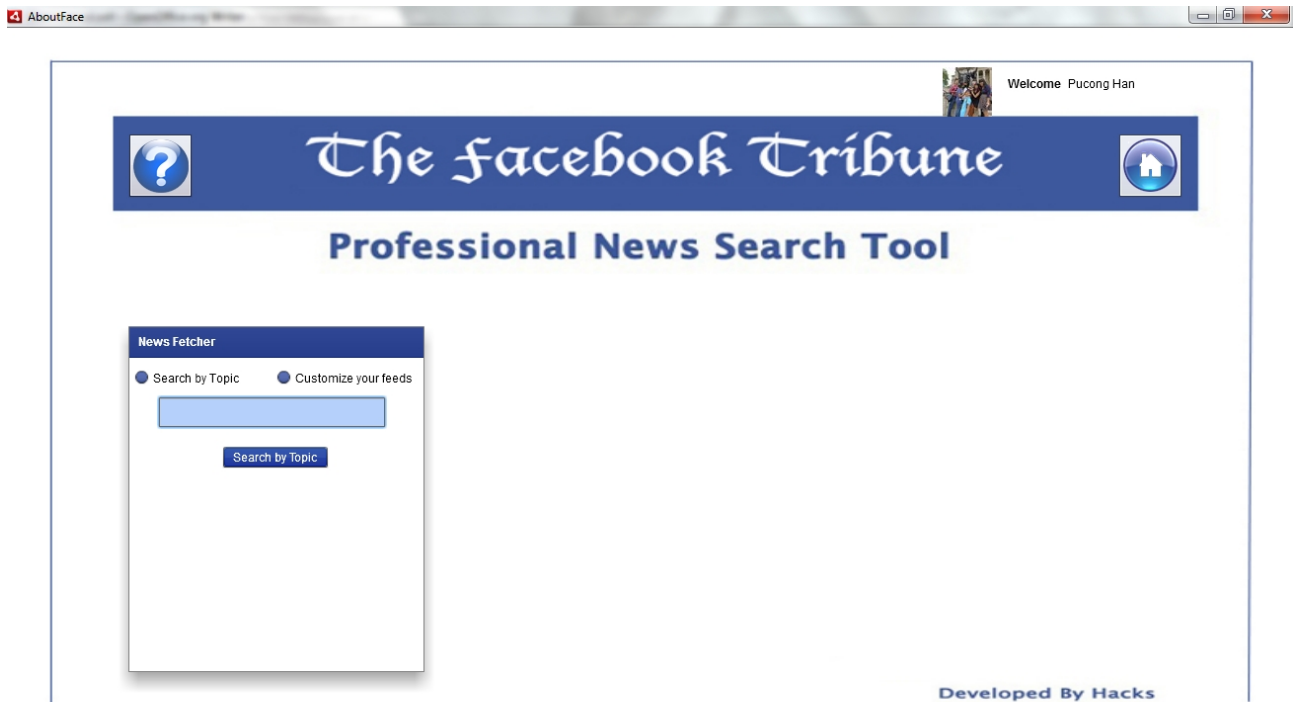 AboutFace
Welcome Pucong Han
The Facebook Tribune
Professional News Search Tool
News Fetcher
Search by Topic Customize your feeds
Search by Topic
Developed By Hacks